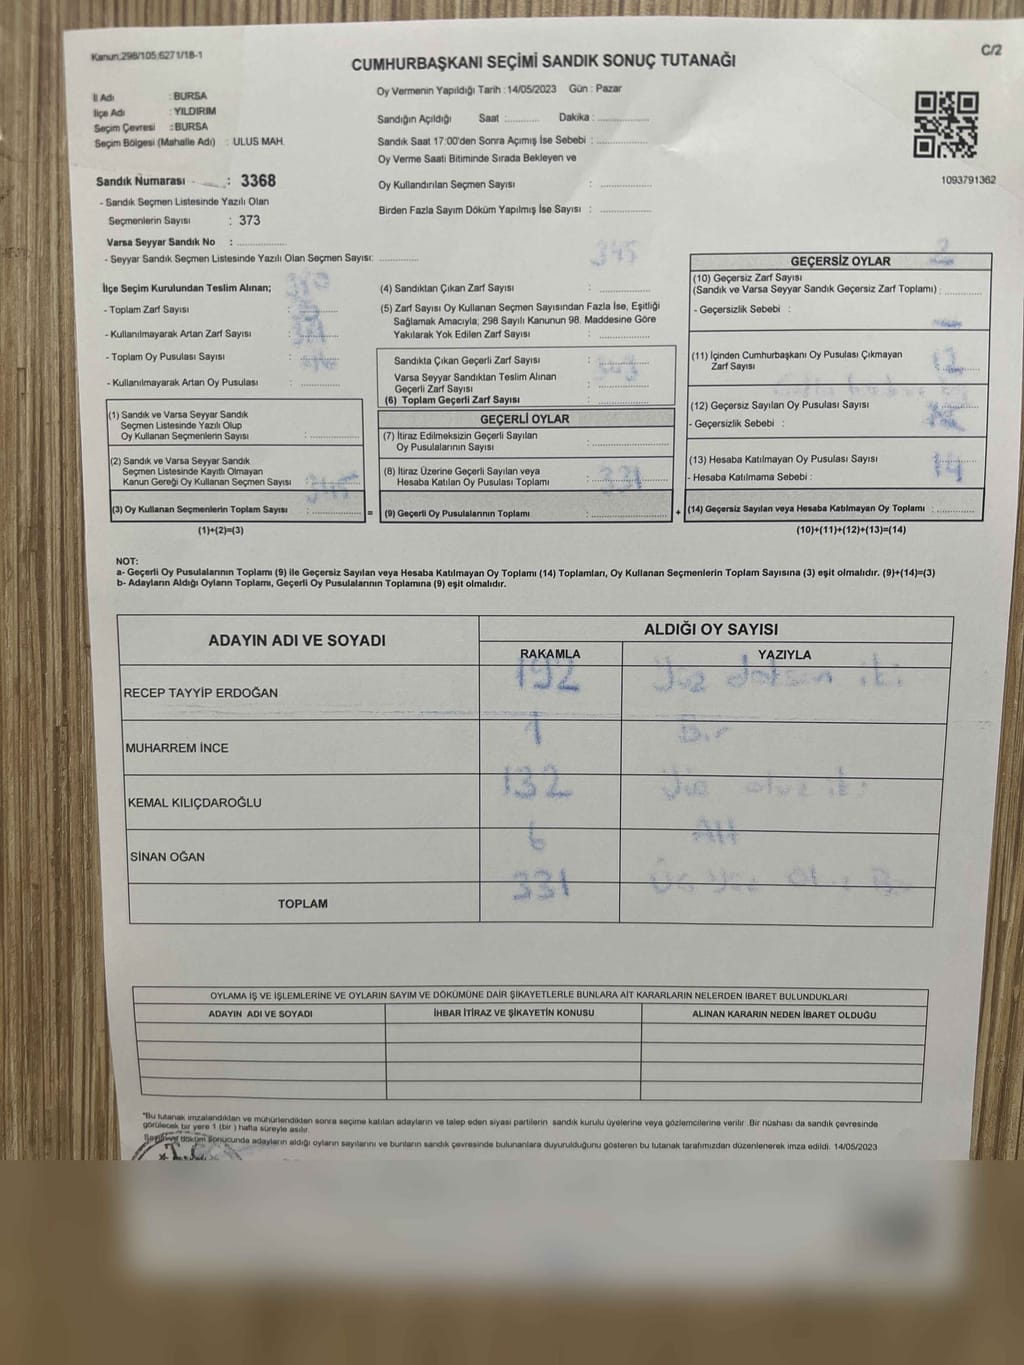 Kanun;298/105;6271/18-1
C/2
CUMHURBAŞKANI SEÇİMİ SANDIK SONUÇ TUTANAĞI
Oy Vermenin Yapıldığı Tarih :14/05/2023 Gün : Pazar
İl Adı : BURSA
İlçe Adı : YILDIRIM
Seçim Çevresi : BURSA
Seçim Bölgesi (Mahalle Adı) : ULUS MAH.
Sandık Numarası : 3368
- Sandık Seçmen Listesinde Yazılı Olan
Seçmenlerin Sayısı : 373
Varsa Seyyar Sandık No : ...............
- Seyyar Sandık Seçmen Listesinde Yazılı Olan Seçmen Sayısı: ............
Sandığın Açıldığı Saat :.......... Dakika : ...............
Sandık Saat 17:00'den Sonra Açımış İse Sebebi : ...............
Oy Verme Saati Bitiminde Sırada Bekleyen ve
Oy Kullandırılan Seçmen Sayısı : ...............
Birden Fazla Sayım Döküm Yapılmış İse Sayısı : ...............
1093791362
İlçe Seçim Kurulundan Teslim Alınan;
- Toplam Zarf Sayısı :
- Kullanılmayarak Artan Zarf Sayısı :
- Toplam Oy Pusulası Sayısı :
- Kullanılmayarak Artan Oy Pusulası : ............
(1) Sandık ve Varsa Seyyar Sandık
Seçmen Listesinde Yazılı Olup
Oy Kullanan Seçmenlerin Sayısı : ...............
(2) Sandık ve Varsa Seyyar Sandık
Seçmen Listesinde Kayıtlı Olmayan
Kanun Gereği Oy Kullanan Seçmen Sayısı : ...............
345
(3) Oy Kullanan Seçmenlerin Toplam Sayısı : ............... =
(1)+(2)=(3)
345
(4) Sandıktan Çıkan Zarf Sayısı : ...............
(5) Zarf Sayısı Oy Kullanan Seçmen Sayısından Fazla İse, Eşitliği
Sağlamak Amacıyla, 298 Sayılı Kanunun 98. Maddesine Göre
Yakılarak Yok Edilen Zarf Sayısı : ...............
Sandıkta Çıkan Geçerli Zarf Sayısı :
343
Varsa Seyyar Sandıktan Teslim Alınan
Geçerli Zarf Sayısı : ...............
(6) Toplam Geçerli Zarf Sayısı : ...............
GEÇERLİ OYLAR
(7) İtiraz Edilmeksizin Geçerli Sayılan
Oy Pusulalarının Sayısı : ...............
(8) İtiraz Üzerine Geçerli Sayılan veya
Hesaba Katılan Oy Pusulası Toplamı : ...............
331
(9) Geçerli Oy Pusulalarının Toplamı : ............... +
2
GEÇERSİZ OYLAR
(10) Geçersiz Zarf Sayısı
(Sandık ve Varsa Seyyar Sandık Geçersiz Zarf Toplamı) : ............
- Geçersizlik Sebebi :
(11) İçinden Cumhurbaşkanı Oy Pusulası Çıkmayan
Zarf Sayısı : ............
12
(12) Geçersiz Sayılan Oy Pusulası Sayısı : ............
- Geçersizlik Sebebi :
(13) Hesaba Katılmayan Oy Pusulası Sayısı : ............
14
- Hesaba Katılmama Sebebi :
(14) Geçersiz Sayılan veya Hesaba Katılmayan Oy Toplamı : ............
(10)+(11)+(12)+(13)=(14)
NOT:
a- Geçerli Oy Pusulalarının Toplamı (9) ile Geçersiz Sayılan veya Hesaba Katılmayan Oy Toplamı (14) Toplamları, Oy Kullanan Seçmenlerin Toplam Sayısına (3) eşit olmalıdır. (9)+(14)=(3)
b- Adayların Aldığı Oyların Toplamı, Geçerli Oy Pusulalarının Toplamına (9) eşit olmalıdır.
ADAYIN ADI VE SOYADI ALDIĞI OY SAYISI
RAKAMLA YAZIYLA
RECEP TAYYİP ERDOĞAN 192 Yüz doksan iki
MUHARREM İNCE 1 Bir
KEMAL KILIÇDAROĞLU 132 Yüz otuz iki
SİNAN OĞAN 6 Altı
TOPLAM 331 Üç yüz otuz Bir
OYLAMA İŞ VE İŞLEMLERİNE VE OYLARIN SAYIM VE DÖKÜMÜNE DAİR ŞİKAYETLERLE BUNLARA AİT KARARLARIN NELERDEN İBARET BULUNDUKLARI
ADAYIN ADI VE SOYADI İHBAR İTİRAZ VE ŞİKAYETİN KONUSU ALINAN KARARIN NEDEN İBARET OLDUĞU
"Bu tutanak imzalandıktan ve mühürlendikten sonra seçime katılan adayların ve talep eden siyasi partilerin sandık kurulu üyelerine veya gözlemcilerine verilir .Bir nüshası da sandık çevresinde
görülecek bir yere 1 (bir ) hafta süreyle asılır.
Sayım ve döküm sonucunda adayların aldığı oyların sayılarını ve bunların sandık çevresinde bulunanlara duyurulduğunu gösteren bu tutanak tarafımızdan düzenlenerek imza edildi. 14/05/2023
T.C.